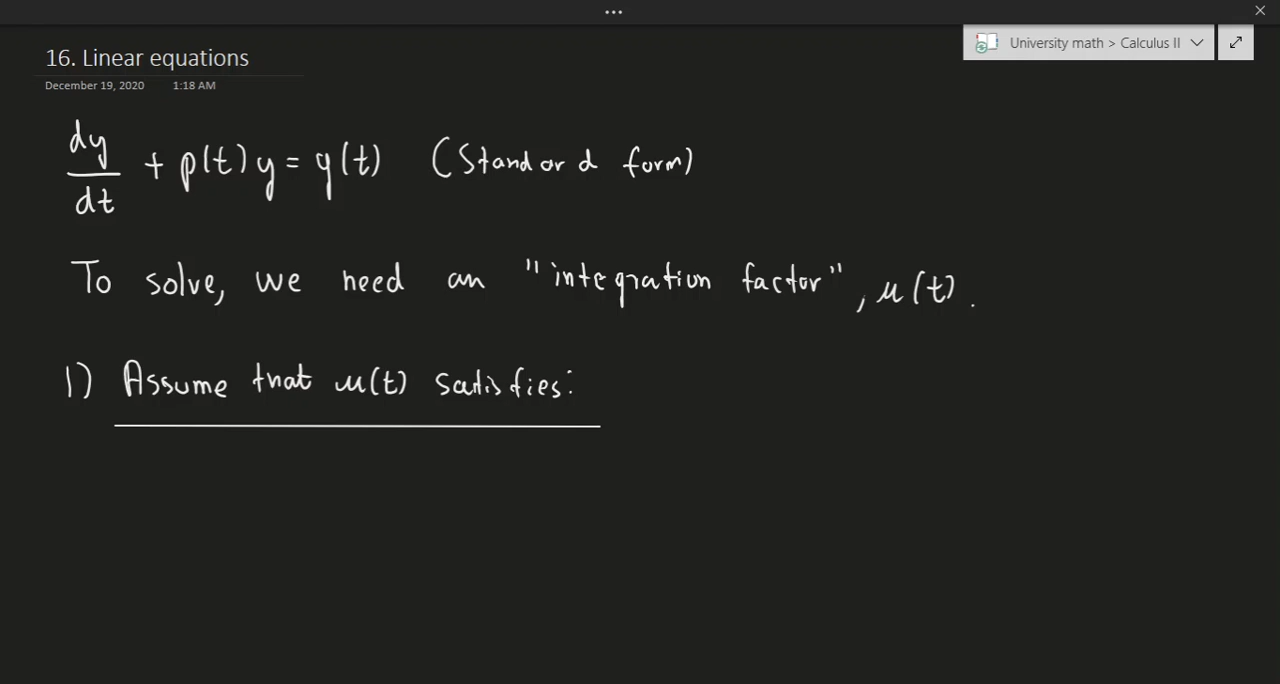 16. Linear equations
University math > Calculus II
December 19, 2020 1:18 AM
dy/dt + p(t)y = q(t) (Standard form)
To solve, we need an "integration factor", μ(t).
1) Assume that μ(t) satisfies: